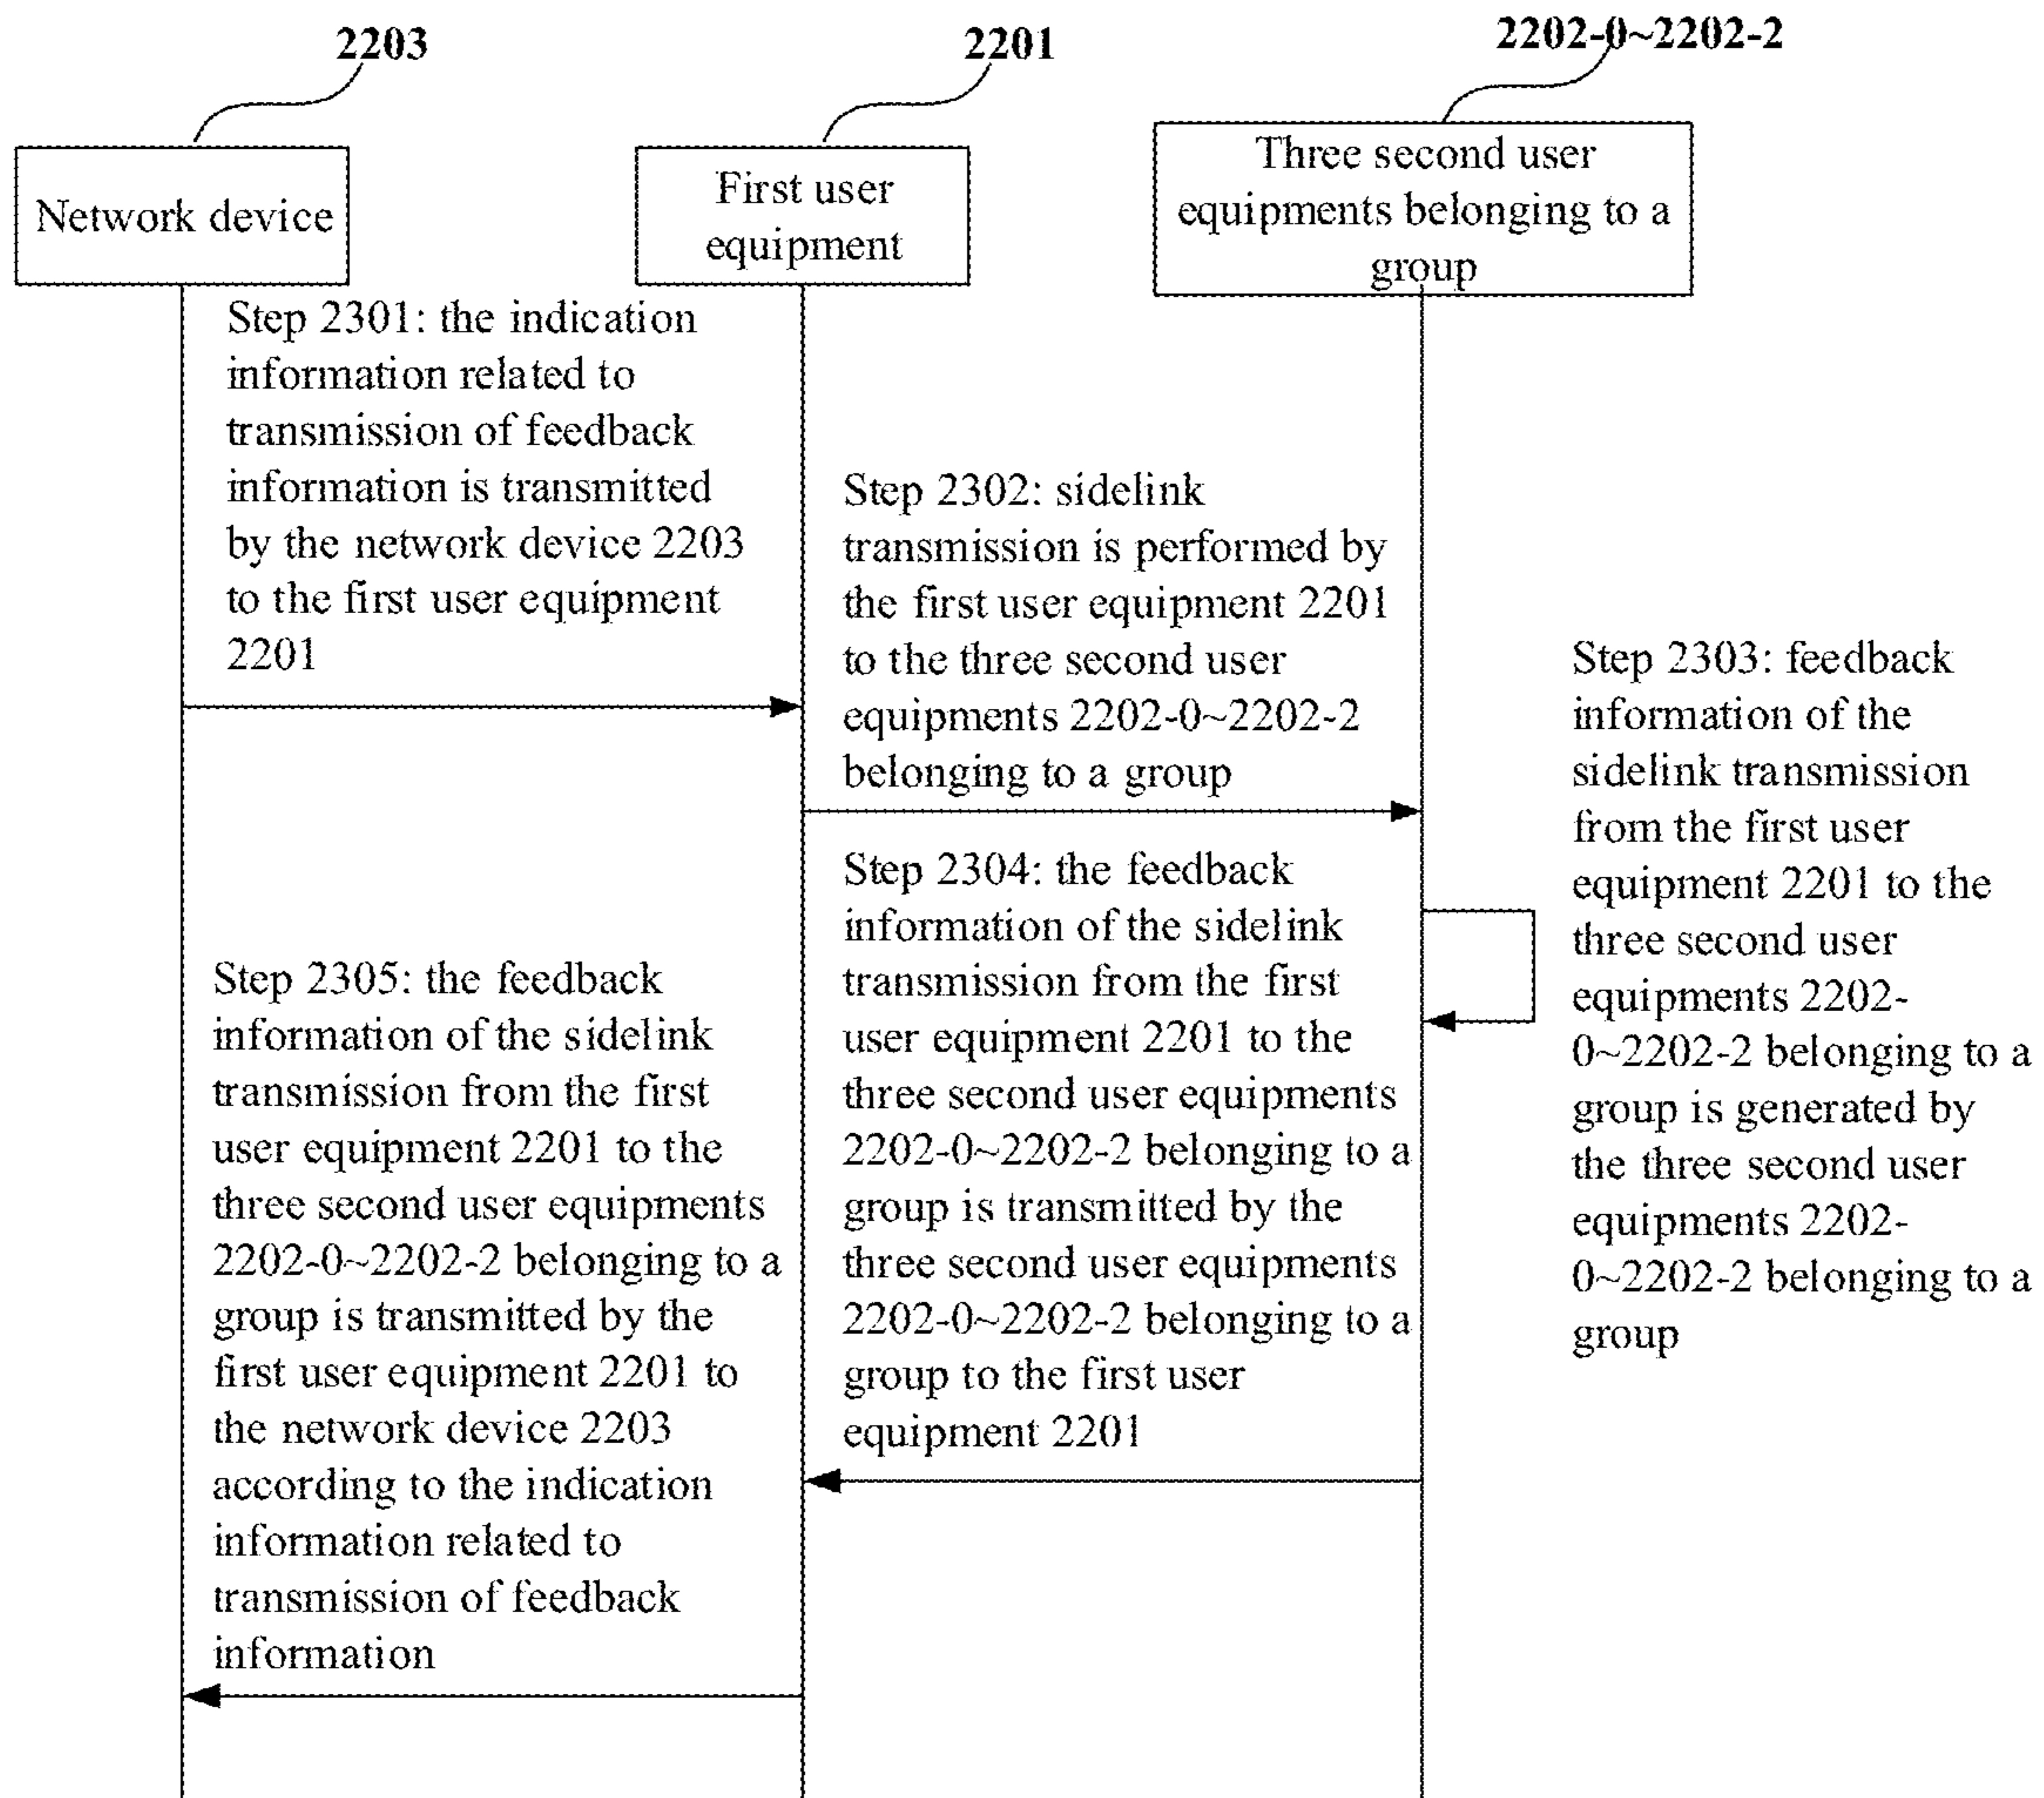 2203
2201
2202-0~2202-2
Network device
First user
equipment
Three second user
equipments belonging to a
group
Step 2301: the indication
information related to
transmission of feedback
information is transmitted
by the network device 2203
to the first user equipment
2201
Step 2302: sidelink
transmission is performed by
the first user equipment 2201
to the three second user
equipments 2202-0~2202-2
belonging to a group
Step 2303: feedback
information of the
sidelink transmission
from the first user
equipment 2201 to the
three second user
equipments 2202-
0~2202-2 belonging to a
group is generated by
the three second user
equipments 2202-
0~2202-2 belonging to a
group
Step 2304: the feedback
information of the sidelink
transmission from the first
user equipment 2201 to the
three second user equipments
2202-0~2202-2 belonging to a
group is transmitted by the
three second user equipments
2202-0~2202-2 belonging to a
group to the first user
equipment 2201
Step 2305: the feedback
information of the sidelink
transmission from the first
user equipment 2201 to the
three second user equipments
2202-0~2202-2 belonging to a
group is transmitted by the
first user equipment 2201 to
the network device 2203
according to the indication
information related to
transmission of feedback
information